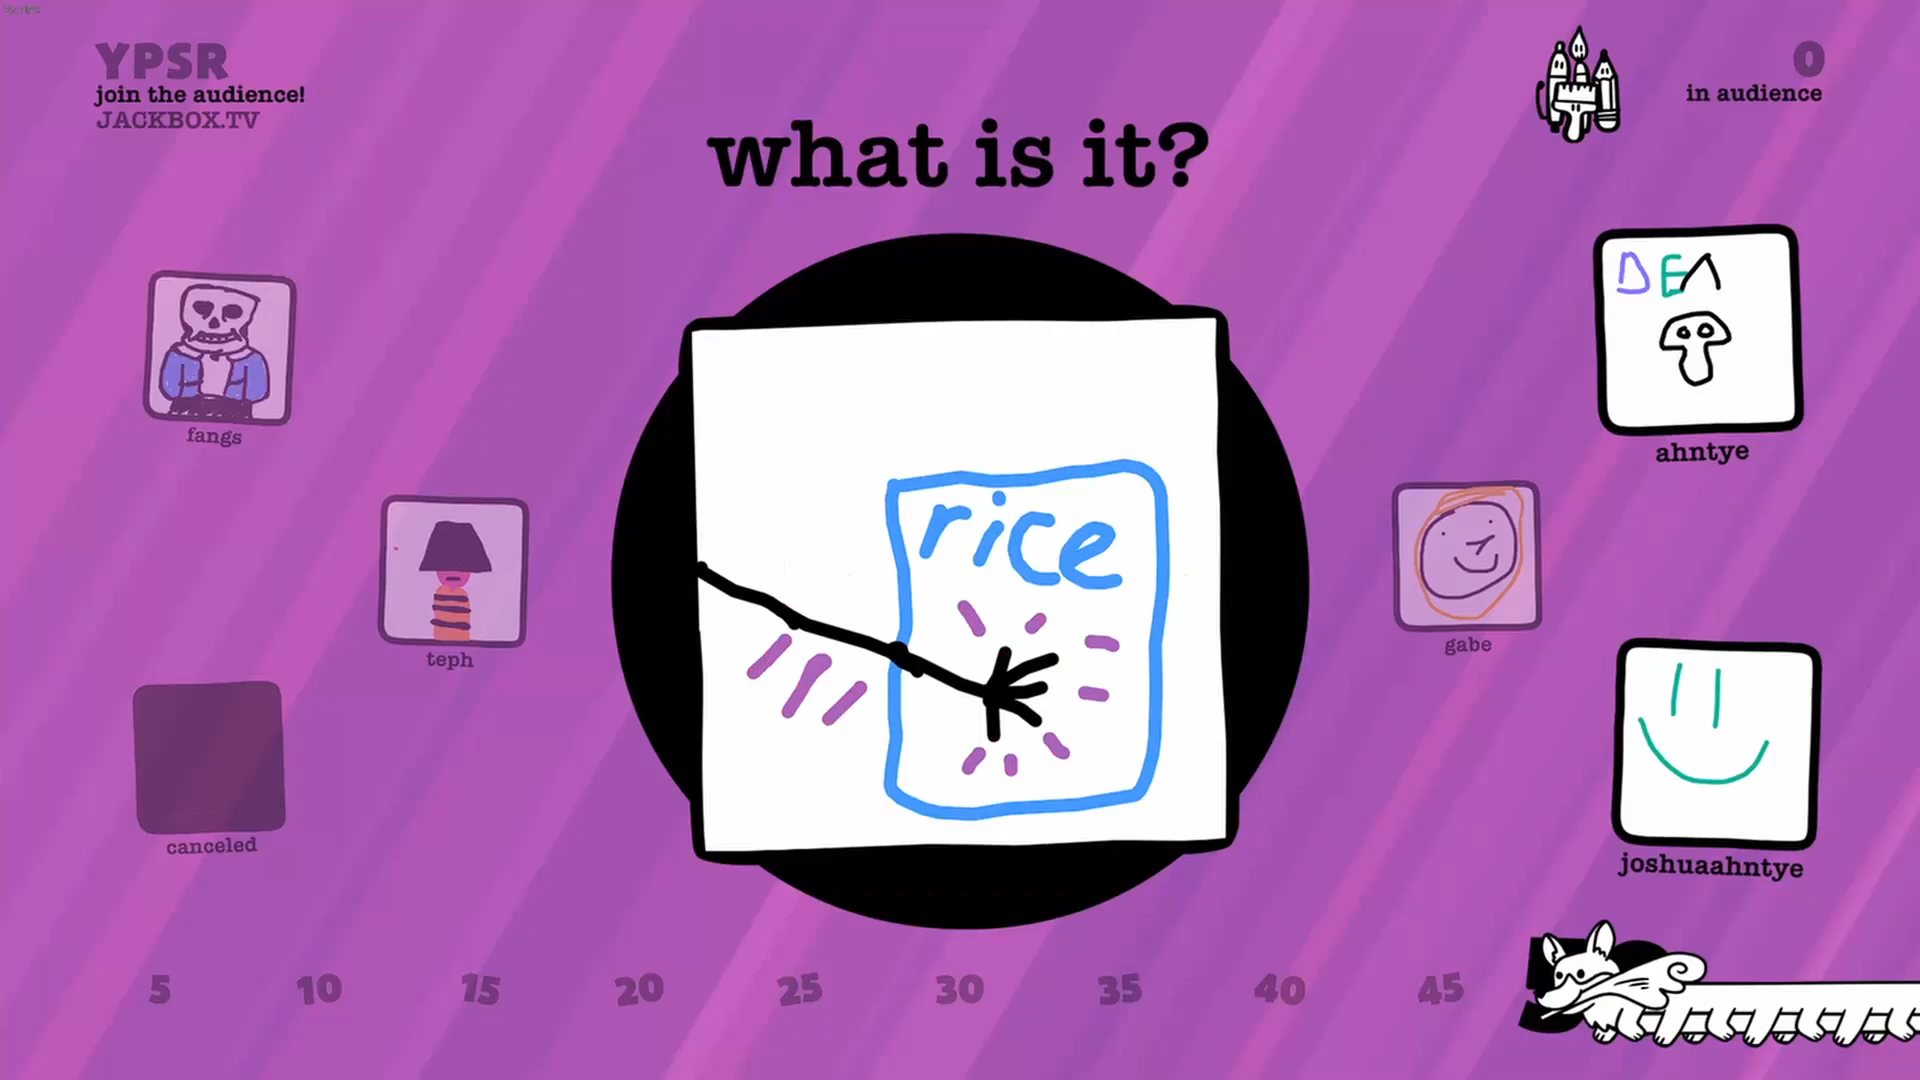 YPSR
join the audience!
JACKBOX.TV
0
in audience
what is it?
DEA
fangs
ahntye
rice
teph
gabe
canceled
joshuaahntye
5 10 15 20 25 30 35 40 45